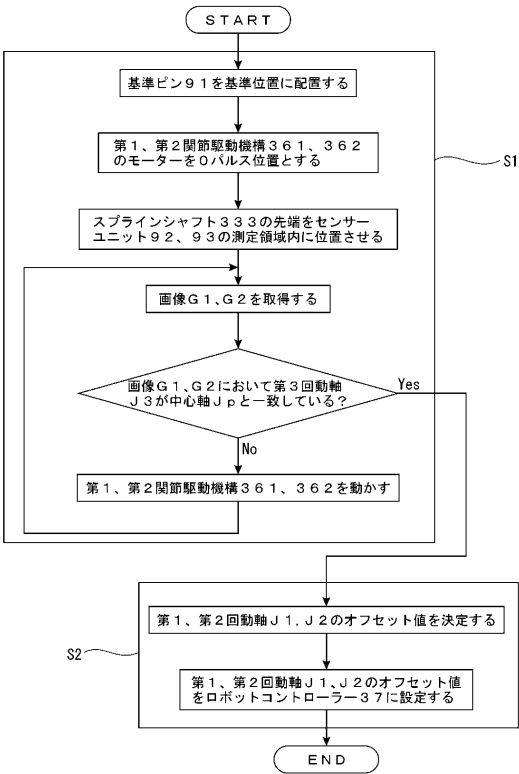 START
基準ピン91を基準位置に配置する
第1、第2関節駆動機構361、362
のモーターを0パルス位置とする
S1
スプラインシャフト333の先端をセンサー
ユニット92、93の測定領域内に位置させる
画像G1、G2を取得する
画像G1、G2において第3回動軸
J3が中心軸Jpと一致している?
Yes
No
第1、第2関節駆動機構361、362を動かす
第1、第2回動軸J1、J2のオフセット値を決定する
S2
第1、第2回動軸J1、J2のオフセット値
をロボットコントローラー37に設定する
END